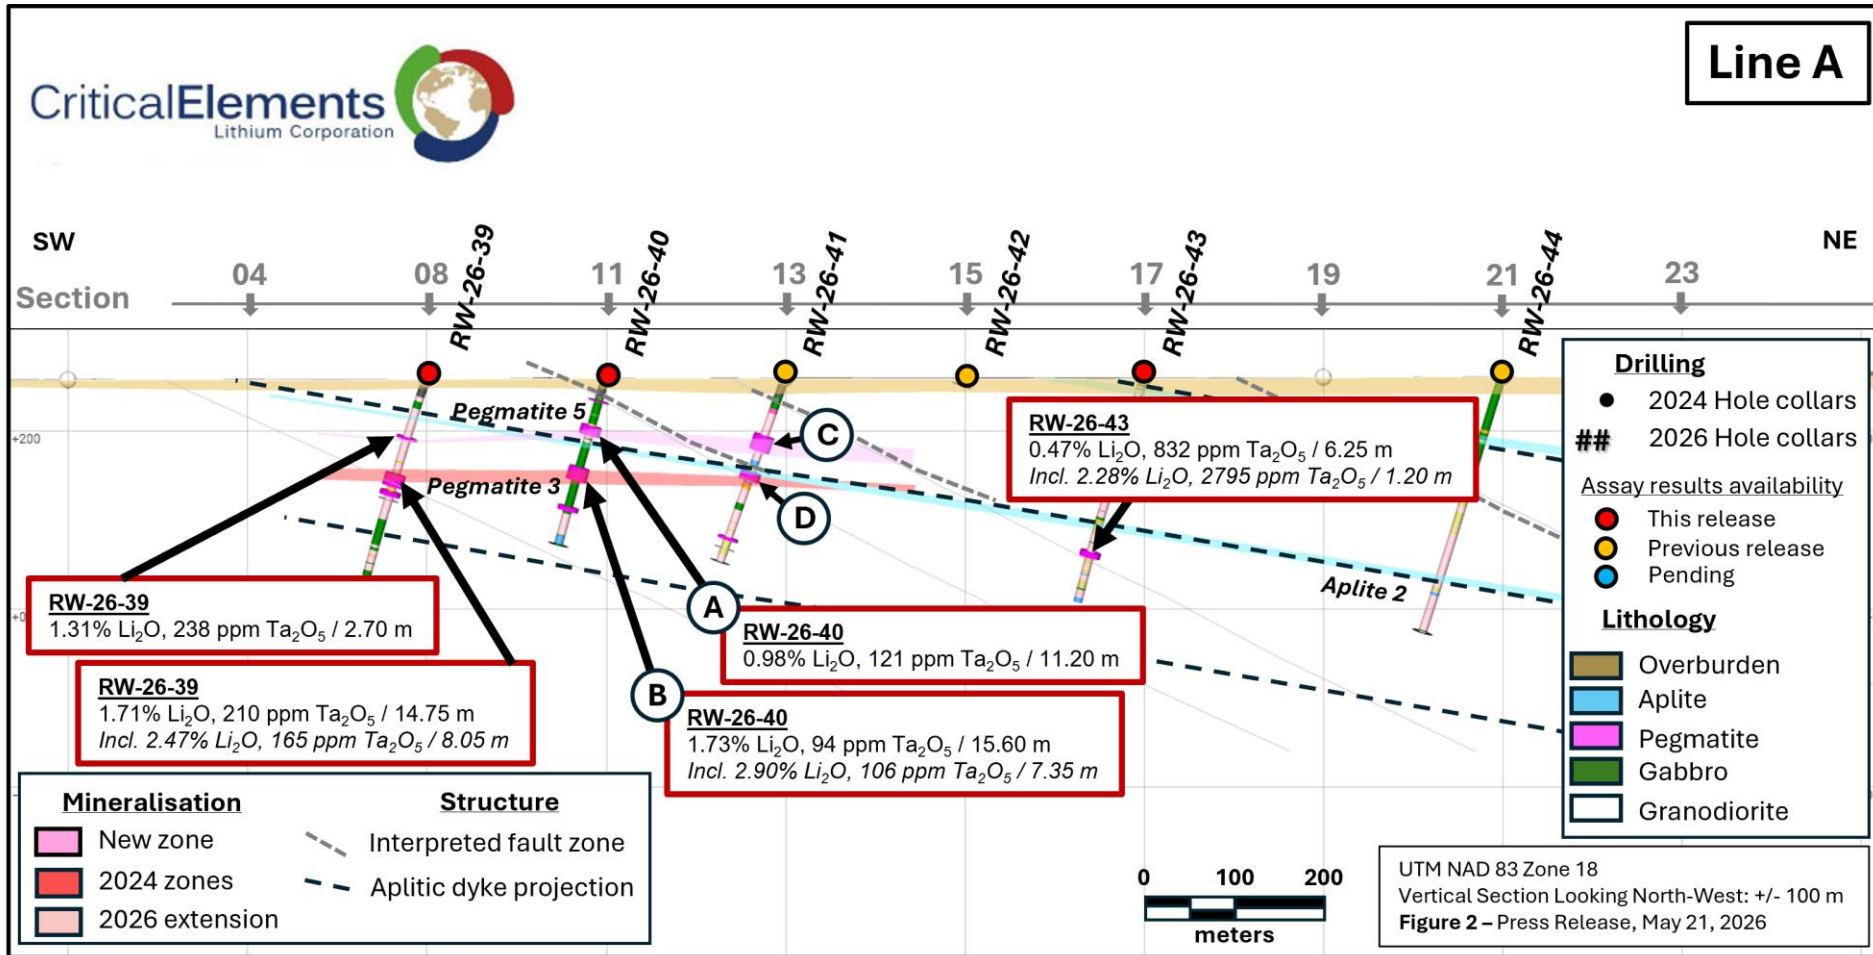 Line A
CriticalElements
Lithium Corporation
SW
NE
RW-26-39
RW-26-40
RW-26-41
RW-26-42
RW-26-43
RW-26-44
04 08 11 13 15 17 19 21 23
Section
+200
Pegmatite 5
Pegmatite 3
Aplite 2
C
D
A
B
RW-26-43
0.47% Li₂O, 832 ppm Ta₂O₅ / 6.25 m
Incl. 2.28% Li₂O, 2795 ppm Ta₂O₅ / 1.20 m
RW-26-39
1.31% Li₂O, 238 ppm Ta₂O₅ / 2.70 m
RW-26-39
1.71% Li₂O, 210 ppm Ta₂O₅ / 14.75 m
Incl. 2.47% Li₂O, 165 ppm Ta₂O₅ / 8.05 m
RW-26-40
0.98% Li₂O, 121 ppm Ta₂O₅ / 11.20 m
RW-26-40
1.73% Li₂O, 94 ppm Ta₂O₅ / 15.60 m
Incl. 2.90% Li₂O, 106 ppm Ta₂O₅ / 7.35 m
Drilling
2024 Hole collars
## 2026 Hole collars
Assay results availability
This release
Previous release
Pending
Lithology
Overburden
Aplite
Pegmatite
Gabbro
Granodiorite
Mineralisation
New zone
2024 zones
2026 extension
Structure
Interpreted fault zone
Aplitic dyke projection
0 100 200
meters
UTM NAD 83 Zone 18
Vertical Section Looking North-West: +/- 100 m
Figure 2 – Press Release, May 21, 2026